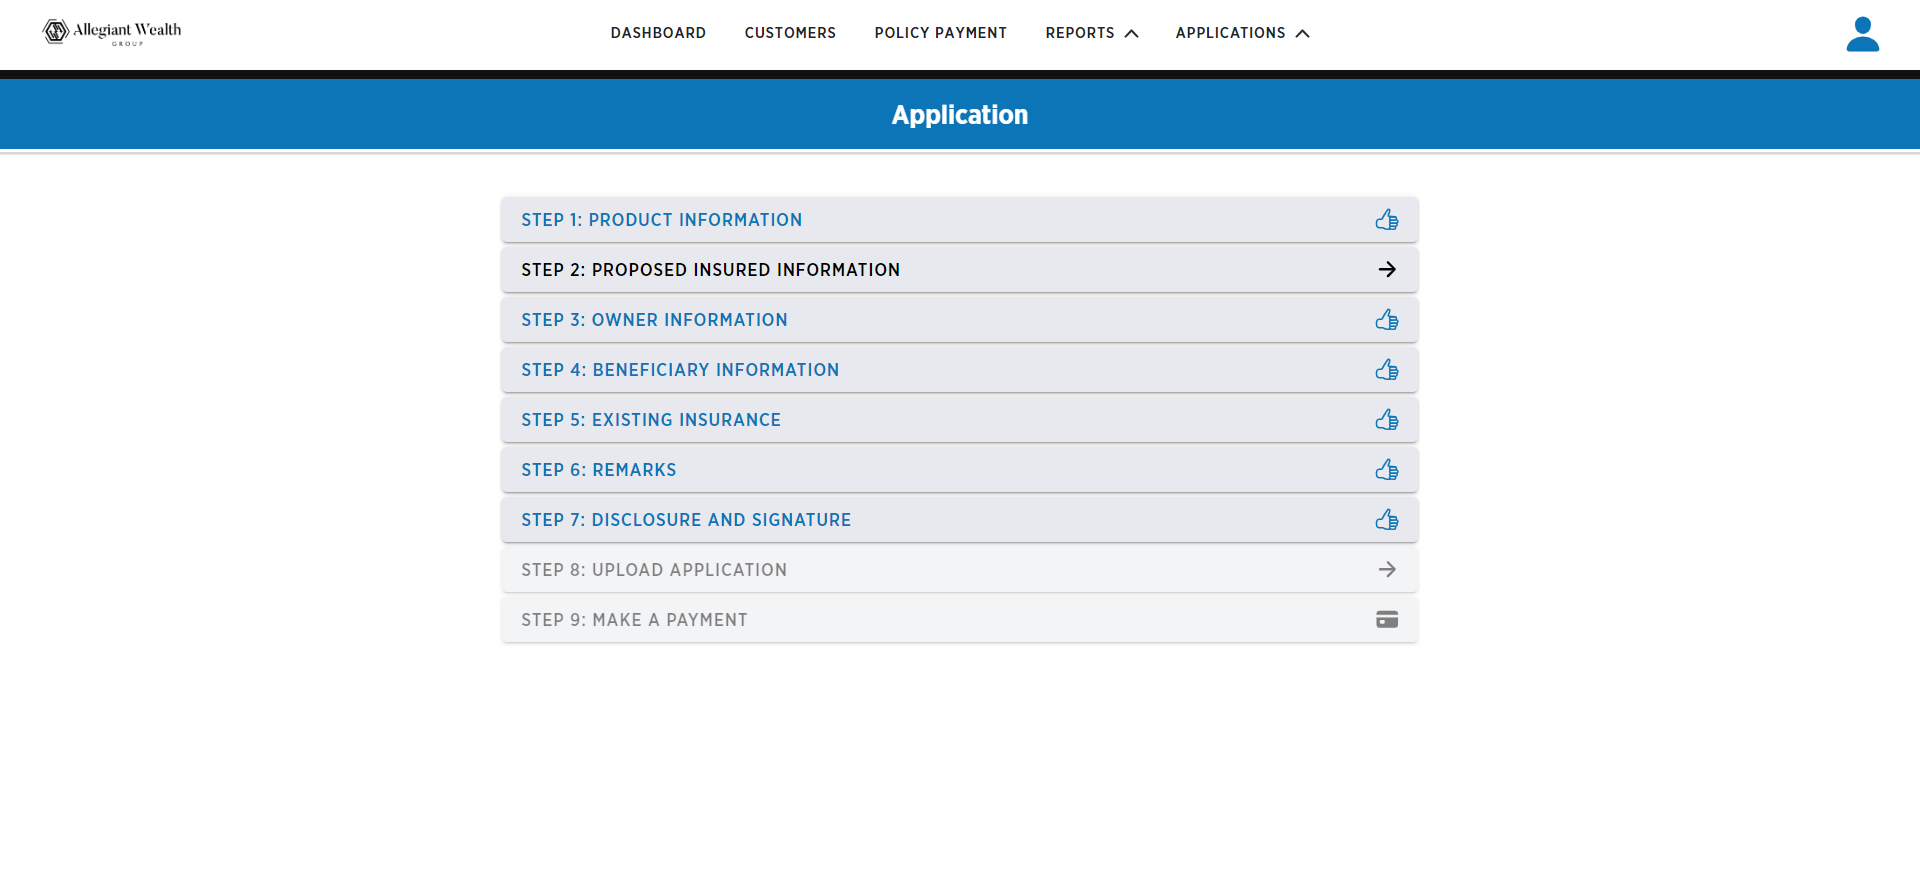 Allegiant Wealth
GROUP
DASHBOARD
CUSTOMERS
POLICY PAYMENT
REPORTS
APPLICATIONS
Application
STEP 1: PRODUCT INFORMATION
STEP 2: PROPOSED INSURED INFORMATION
STEP 3: OWNER INFORMATION
STEP 4: BENEFICIARY INFORMATION
STEP 5: EXISTING INSURANCE
STEP 6: REMARKS
STEP 7: DISCLOSURE AND SIGNATURE
STEP 8: UPLOAD APPLICATION
STEP 9: MAKE A PAYMENT